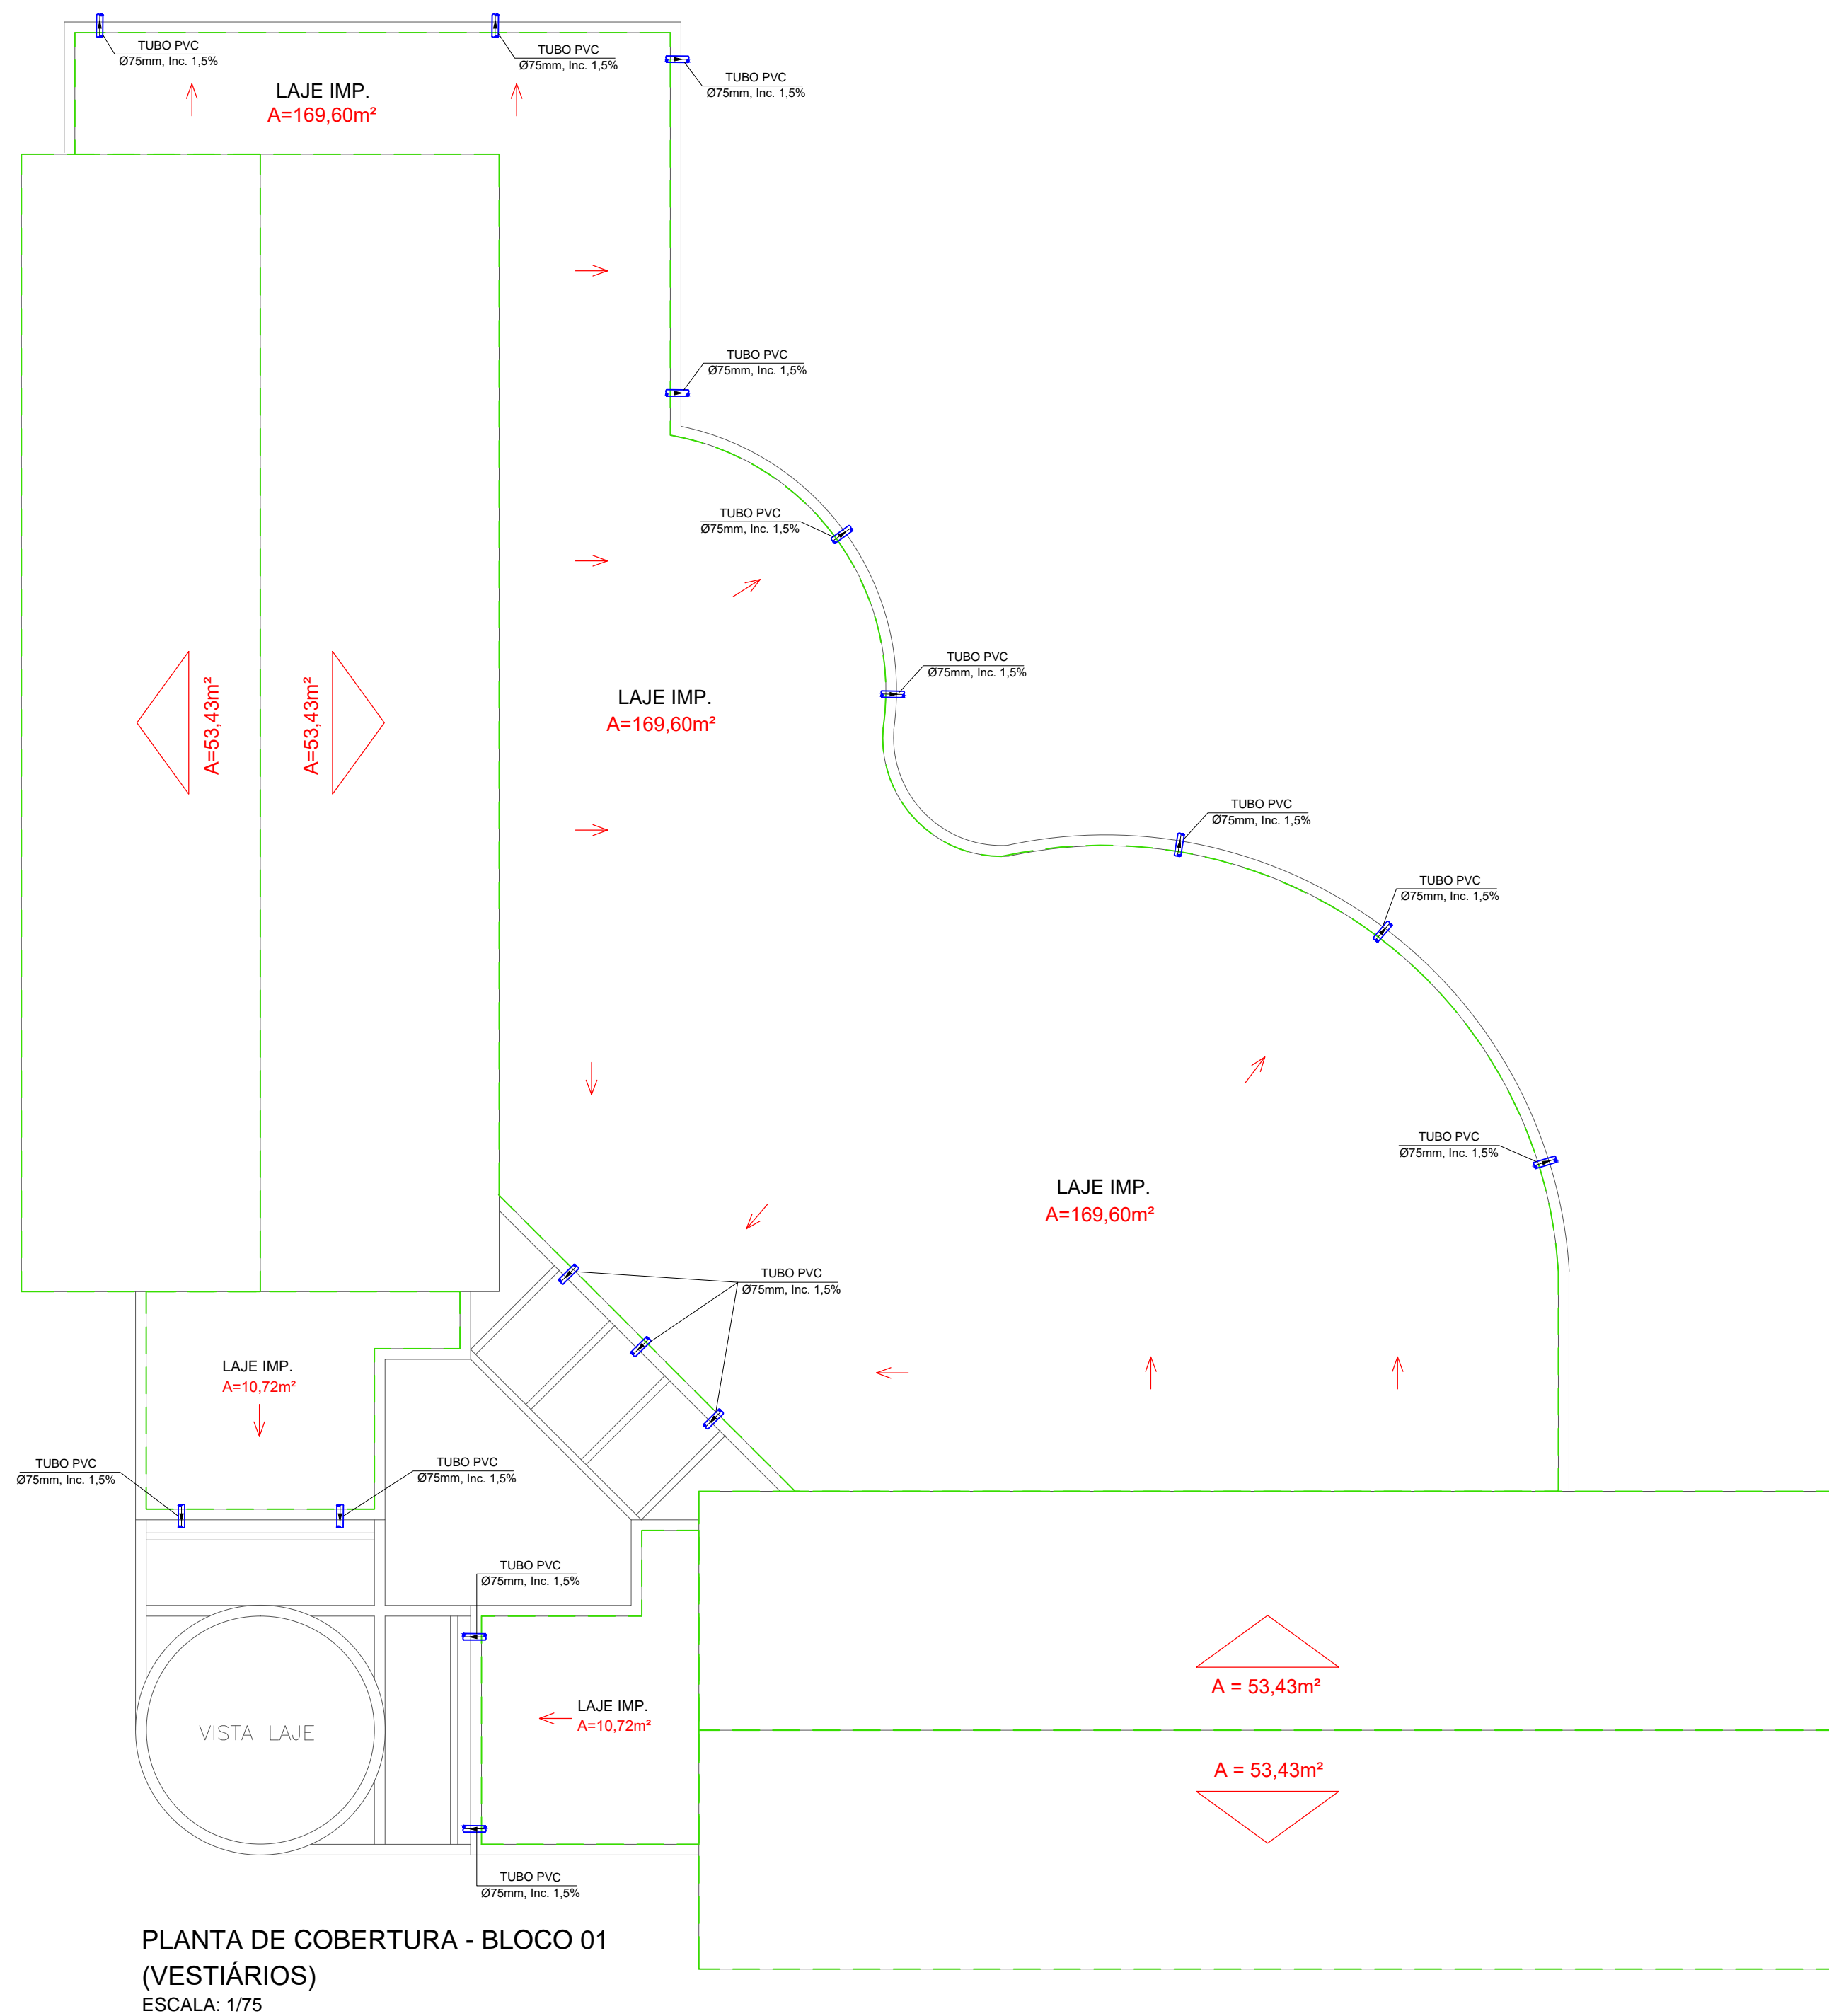 TUBO PVC
Ø75mm, Inc. 1,5%
TUBO PVC
Ø75mm, Inc. 1,5%
TUBO PVC
Ø75mm, Inc. 1,5%
LAJE IMP.
A=169,60m²
TUBO PVC
Ø75mm, Inc. 1,5%
TUBO PVC
Ø75mm, Inc. 1,5%
TUBO PVC
Ø75mm, Inc. 1,5%
A=53,43m²
A=53,43m²
LAJE IMP.
A=169,60m²
TUBO PVC
Ø75mm, Inc. 1,5%
TUBO PVC
Ø75mm, Inc. 1,5%
TUBO PVC
Ø75mm, Inc. 1,5%
LAJE IMP.
A=169,60m²
TUBO PVC
Ø75mm, Inc. 1,5%
LAJE IMP.
A=10,72m²
TUBO PVC
Ø75mm, Inc. 1,5%
TUBO PVC
Ø75mm, Inc. 1,5%
TUBO PVC
Ø75mm, Inc. 1,5%
LAJE IMP.
A=10,72m²
VISTA LAJE
A = 53,43m²
A = 53,43m²
TUBO PVC
Ø75mm, Inc. 1,5%
PLANTA DE COBERTURA - BLOCO 01
(VESTIÁRIOS)
ESCALA: 1/75